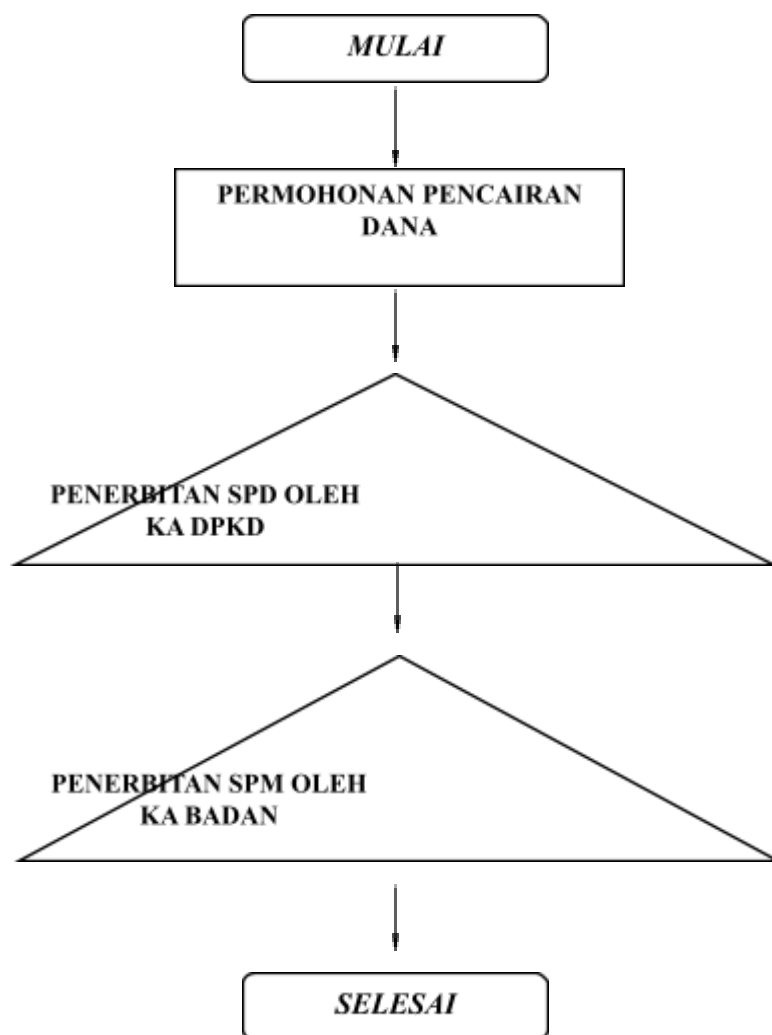 MULAI
PERMOHONAN PENCAIRAN
DANA
PENERBITAN SPD OLEH
KA DPKD
PENERBITAN SPM OLEH
KA BADAN
SELESAI